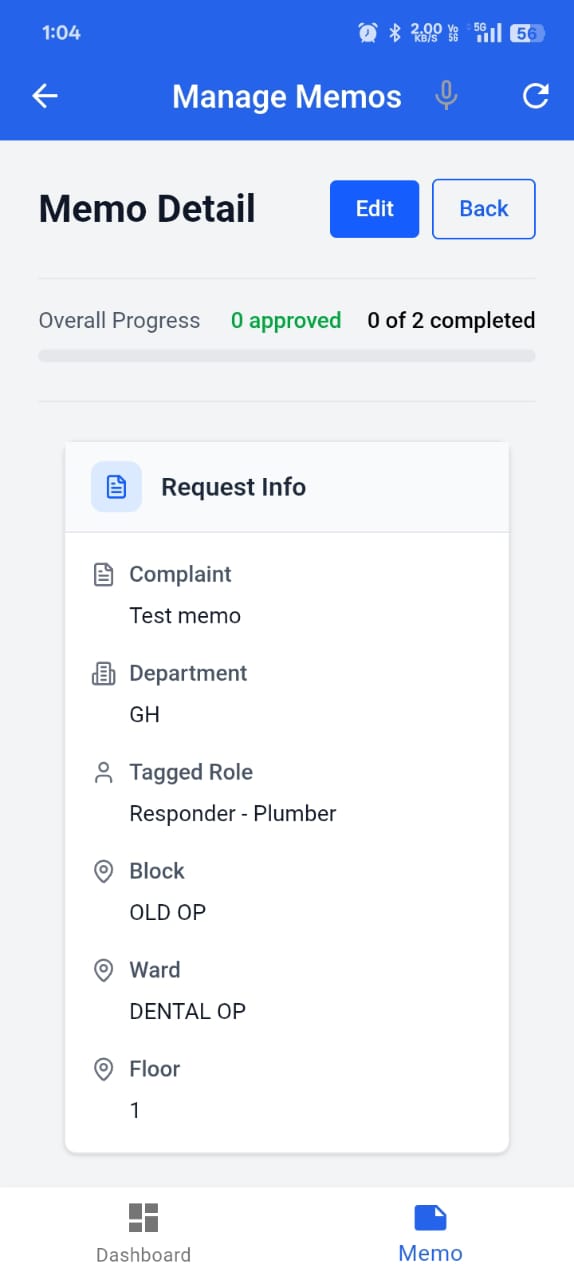 1:04
2.00 KB/S Vo 5G 5G 56
Manage Memos
Memo Detail Edit Back
Overall Progress 0 approved 0 of 2 completed
Request Info
Complaint
Test memo
Department
GH
Tagged Role
Responder - Plumber
Block
OLD OP
Ward
DENTAL OP
Floor
1
Dashboard Memo